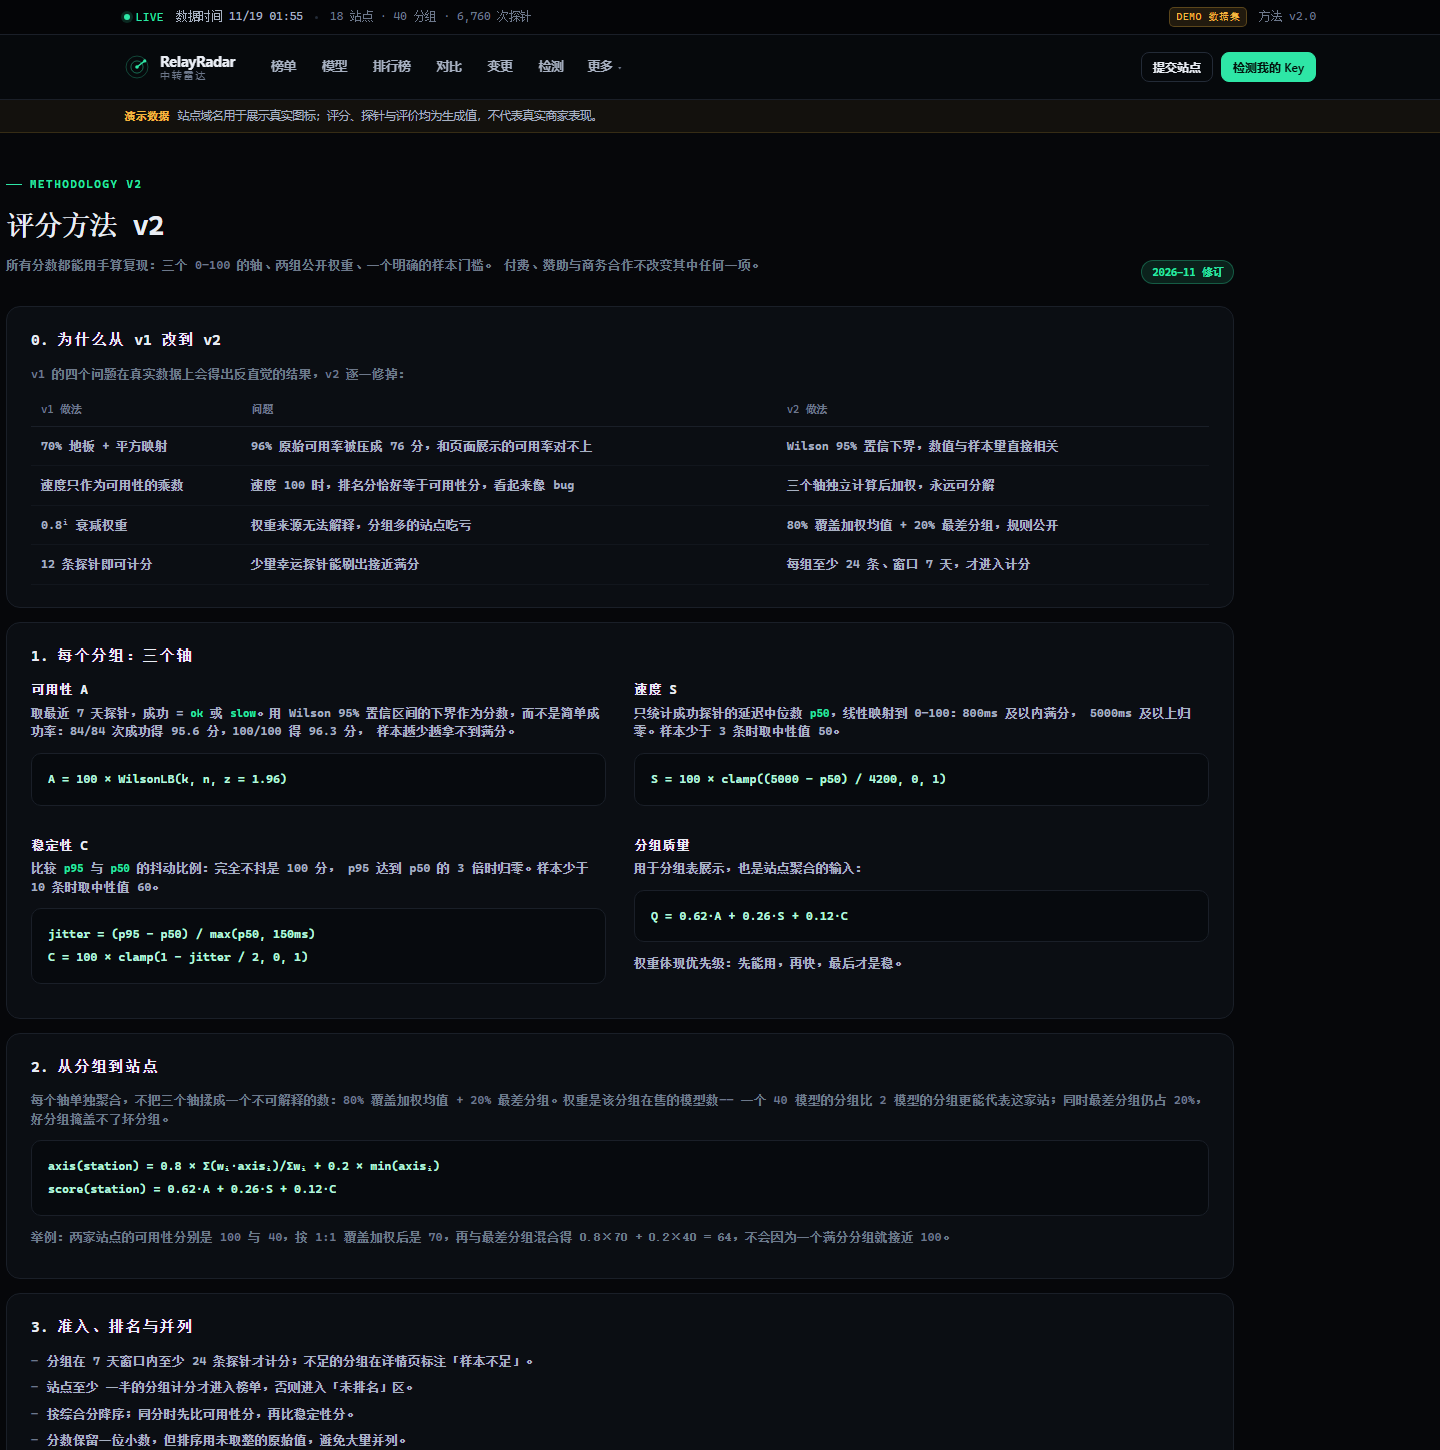 LIVE 数据时间 11/19 01:55 · 18 站点 · 40 分组 · 6,760 次探针
DEMO 数据集 方法 v2.0
RelayRadar
中转雷达
榜单 模型 排行榜 对比 变更 检测 更多
提交站点 检测我的 Key
演示数据 站点域名用于展示真实图标；评分、探针与评价均为生成值，不代表真实商家表现。
— METHODOLOGY V2
评分方法 v2
所有分数都能用手算复现：三个 0–100 的轴、两组公开权重、一个明确的样本门槛。 付费、赞助与商务合作不改变其中任何一项。
2026-11 修订
0. 为什么从 v1 改到 v2
v1 的四个问题在真实数据上会得出反直觉的结果，v2 逐一修掉：
v1 做法 问题 v2 做法
70% 地板 + 平方映射 96% 原始可用率被压成 76 分，和页面展示的可用率对不上 Wilson 95% 置信下界，数值与样本量直接相关
速度只作为可用性的乘数 速度 100 时，排名分恰好等于可用性分，看起来像 bug 三个轴独立计算后加权，永远可分解
0.8ⁱ 衰减权重 权重来源无法解释，分组多的站点吃亏 80% 覆盖加权均值 + 20% 最差分组，规则公开
12 条探针即可计分 少量幸运探针能刷出接近满分 每组至少 24 条、窗口 7 天，才进入计分
1. 每个分组：三个轴
可用性 A
取最近 7 天探针，成功 = ok 或 slow。用 Wilson 95% 置信区间的下界作为分数，而不是简单成
功率：84/84 次成功得 95.6 分，100/100 得 96.3 分， 样本越少越拿不到满分。
A = 100 × WilsonLB(k, n, z = 1.96)
速度 S
只统计成功探针的延迟中位数 p50，线性映射到 0-100：800ms 及以内满分， 5000ms 及以上归
零。样本少于 3 条时取中性值 50。
S = 100 × clamp((5000 − p50) / 4200, 0, 1)
稳定性 C
比较 p95 与 p50 的抖动比例：完全不抖是 100 分， p95 达到 p50 的 3 倍时归零。样本少于
10 条时取中性值 60。
jitter = (p95 − p50) / max(p50, 150ms)
C = 100 × clamp(1 − jitter / 2, 0, 1)
分组质量
用于分组表展示，也是站点聚合的输入：
Q = 0.62·A + 0.26·S + 0.12·C
权重体现优先级：先能用，再快，最后才是稳。
2. 从分组到站点
每个轴单独聚合，不把三个轴揉成一个不可解释的数：80% 覆盖加权均值 + 20% 最差分组。权重是该分组在售的模型数—— 一个 40 模型的分组比 2 模型的分组更能代表这家站；同时最差分组仍占 20%，
好分组掩盖不了坏分组。
axis(station) = 0.8 × Σ(wᵢ·axisᵢ)/Σwᵢ + 0.2 × min(axisᵢ)
score(station) = 0.62·A + 0.26·S + 0.12·C
举例：两家站点的可用性分别是 100 与 40，按 1:1 覆盖加权后是 70，再与最差分组混合得 0.8×70 + 0.2×40 = 64，不会因为一个满分分组就接近 100。
3. 准入、排名与并列
– 分组在 7 天窗口内至少 24 条探针才计分；不足的分组在详情页标注「样本不足」。
– 站点至少 一半的分组计分才进入榜单，否则进入「未排名」区。
– 按综合分降序；同分时先比可用性分，再比稳定性分。
– 分数保留一位小数，但排序用未取整的原始值，避免大量并列。